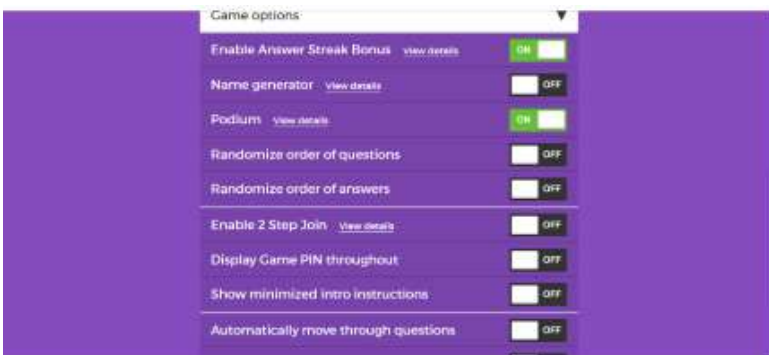 Game options ▼
Enable Answer Streak Bonus View details ON
Name generator View details OFF
Podium View details ON
Randomize order of questions OFF
Randomize order of answers OFF
Enable 2 Step Join View details OFF
Display Game PIN throughout OFF
Show minimized intro instructions OFF
Automatically move through questions OFF